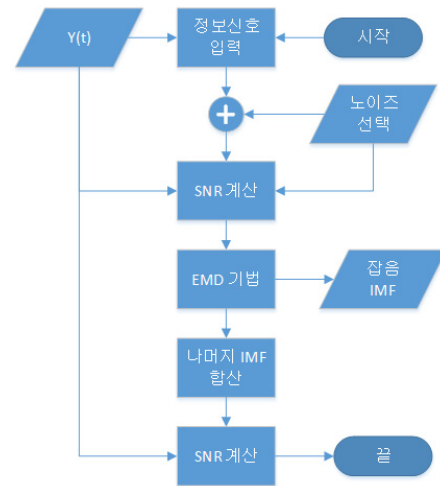 Y(t)
정보신호
입력
시작
노이즈
선택
SNR 계산
EMD 기법
잡음
IMF
나머지 IMF
합산
SNR 계산
끝